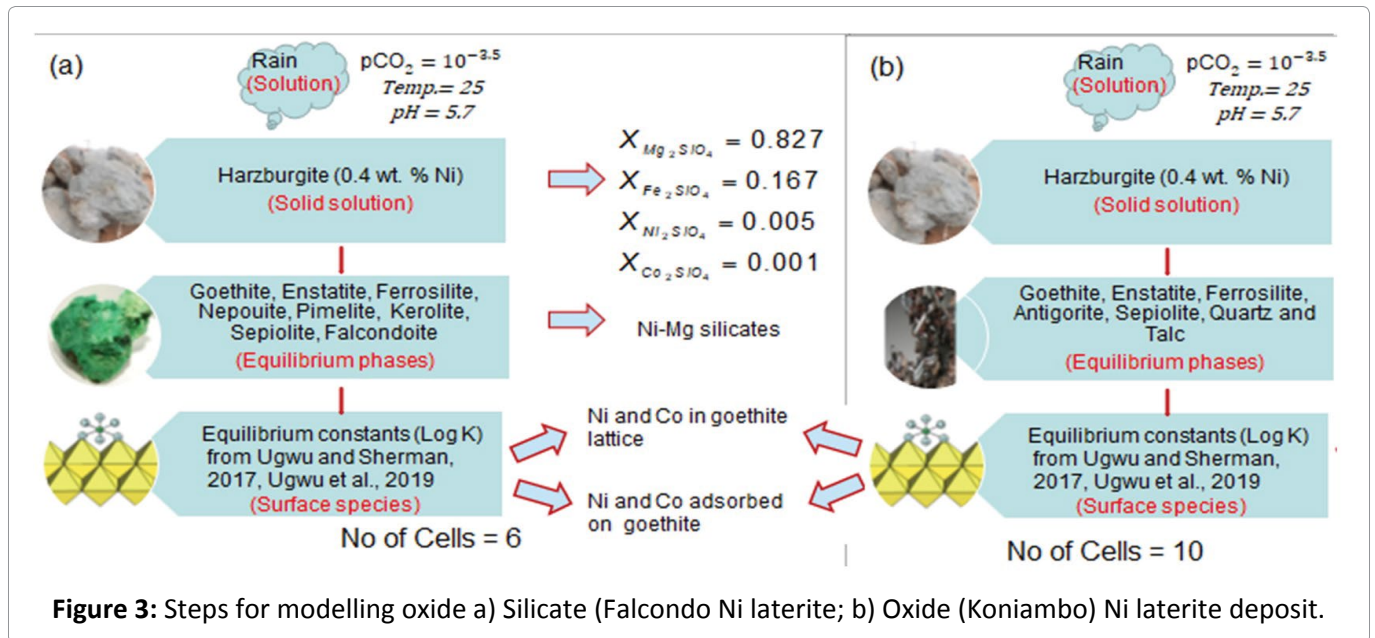 (a)
Rain
(Solution)
pCO₂ = 10⁻³·⁵
Temp.= 25
pH = 5.7
Harzburgite (0.4 wt. % Ni)
(Solid solution)
X Mg₂SIO₄ = 0.827
X Fe₂SIO₄ = 0.167
X NI₂SIO₄ = 0.005
X Co₂SIO₄ = 0.001
Goethite, Enstatite, Ferrosilite,
Nepouite, Pimelite, Kerolite,
Sepiolite, Falcondoite
(Equilibrium phases)
Ni-Mg silicates
Equilibrium constants (Log K)
from Ugwu and Sherman,
2017, Ugwu et al., 2019
(Surface species)
Ni and Co in goethite
lattice
Ni and Co adsorbed
on goethite
No of Cells = 6
(b)
Rain
(Solution)
pCO₂ = 10⁻³·⁵
Temp.= 25
pH = 5.7
Harzburgite (0.4 wt. % Ni)
(Solid solution)
Goethite, Enstatite, Ferrosilite,
Antigorite, Sepiolite, Quartz and
Talc
(Equilibrium phases)
Equilibrium constants (Log K)
from Ugwu and Sherman,
2017, Ugwu et al., 2019
(Surface species)
No of Cells = 10
Figure 3: Steps for modelling oxide a) Silicate (Falcondo Ni laterite; b) Oxide (Koniambo) Ni laterite deposit.